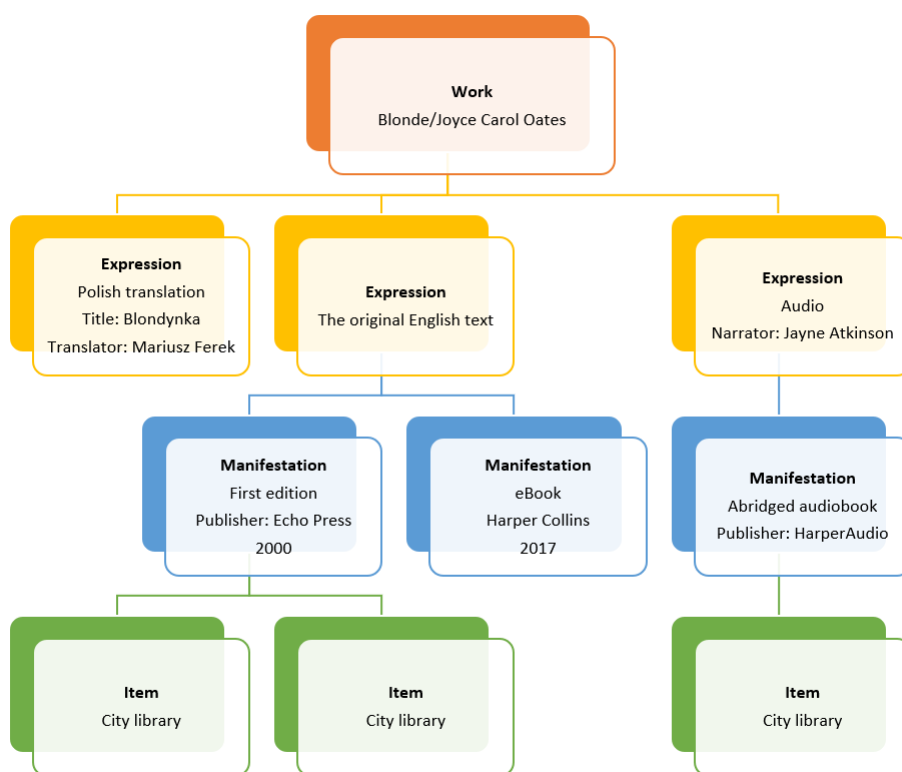 Work
Blonde/Joyce Carol Oates
Expression
Polish translation
Title: Blondynka
Translator: Mariusz Ferek
Expression
The original English text
Expression
Audio
Narrator: Jayne Atkinson
Manifestation
First edition
Publisher: Echo Press
2000
Manifestation
eBook
Harper Collins
2017
Manifestation
Abridged audiobook
Publisher: HarperAudio
Item
City library
Item
City library
Item
City library